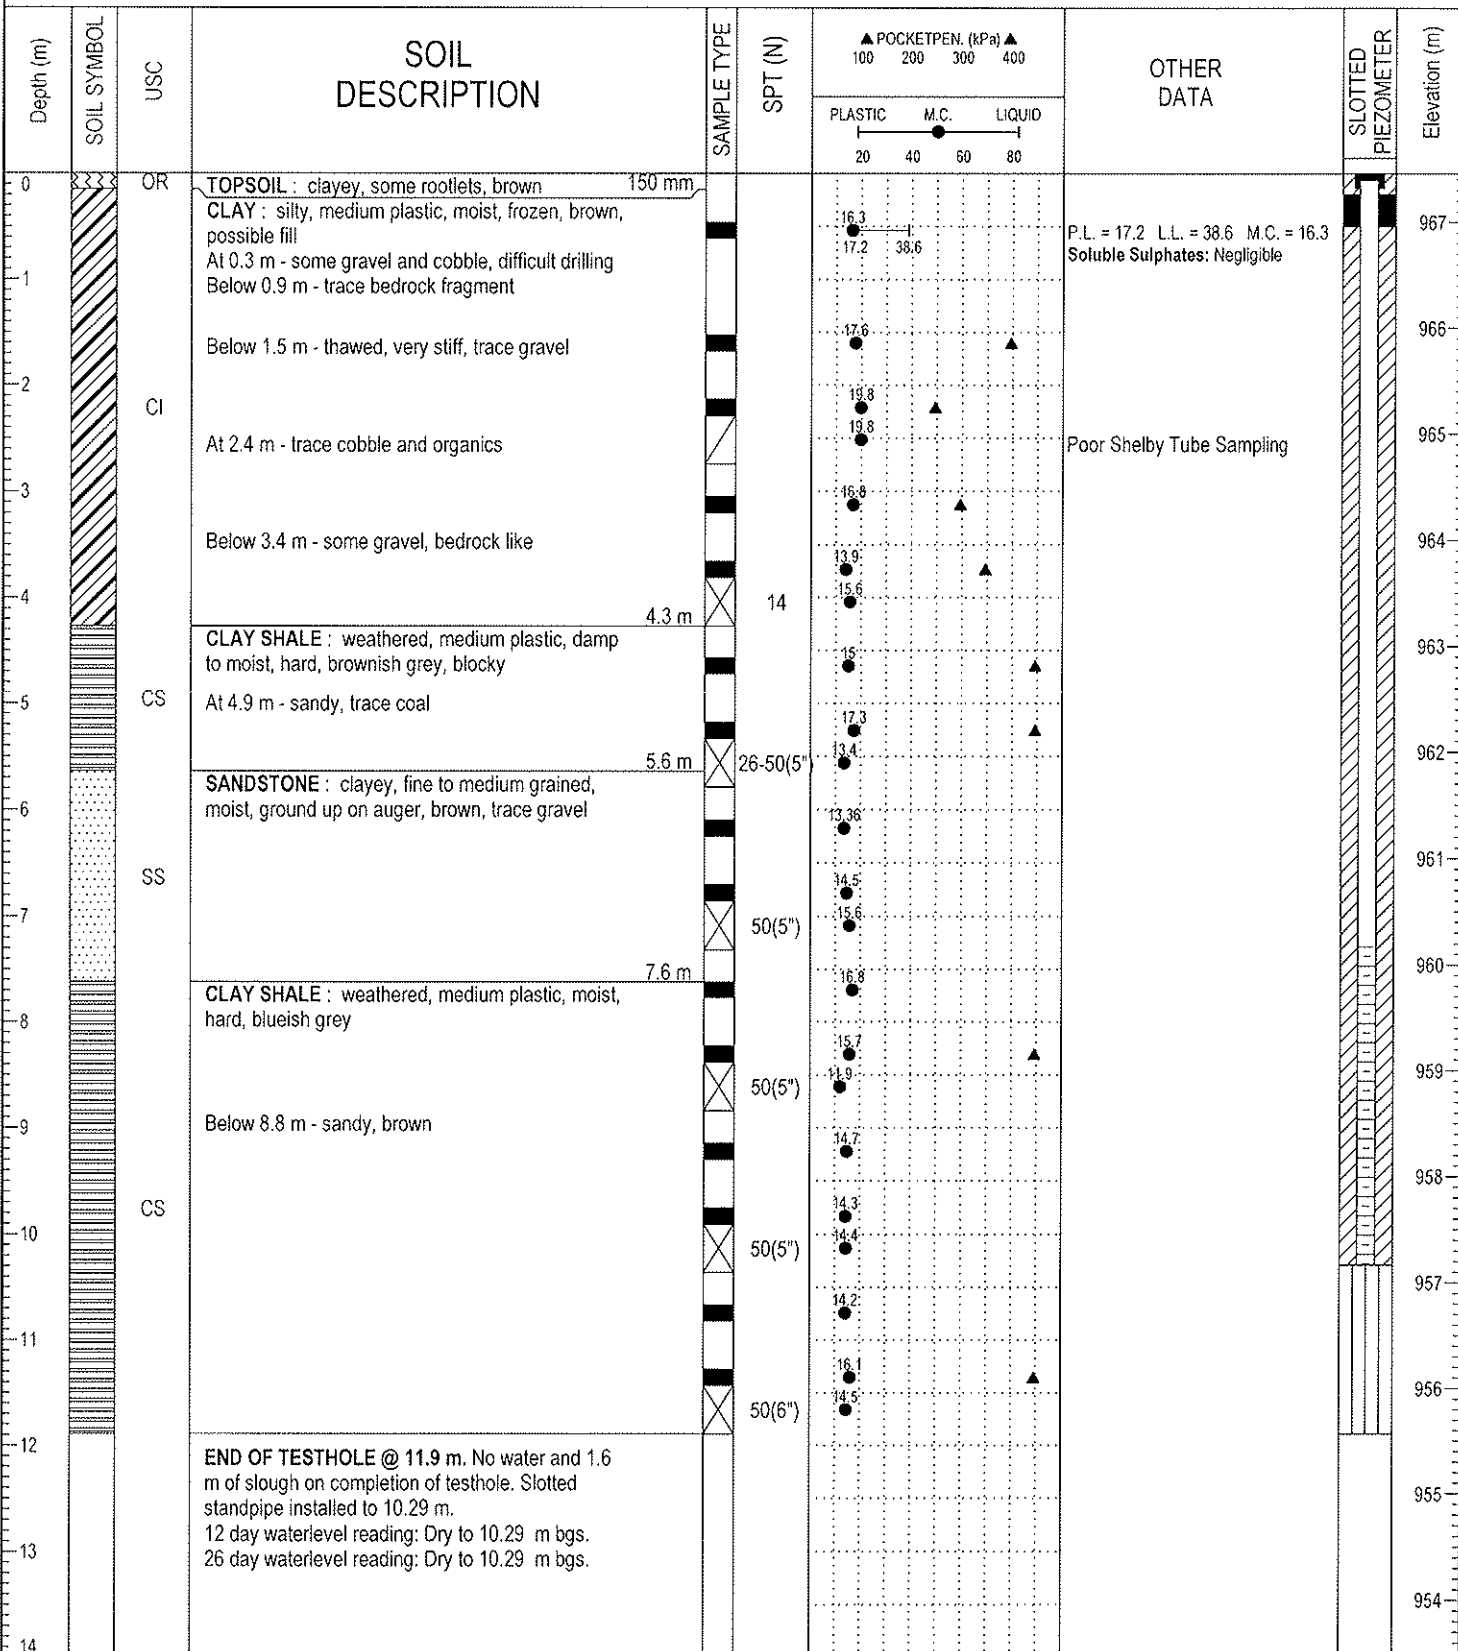 Depth (m)
SOIL SYMBOL
USC
SOIL
DESCRIPTION
SAMPLE TYPE
SPT (N)
▲ POCKETPEN. (kPa) ▲
100 200 300 400
PLASTIC M.C. LIQUID
20 40 60 80
OTHER
DATA
SLOTTED
PIEZOMETER
Elevation (m)
0
OR
TOPSOIL : clayey, some rootlets, brown 150 mm
CLAY : silty, medium plastic, moist, frozen, brown,
possible fill
16.3
17.2 38.6
P.L. = 17.2 L.L. = 38.6 M.C. = 16.3
Soluble Sulphates: Negligible
967
At 0.3 m - some gravel and cobble, difficult drilling
1
Below 0.9 m - trace bedrock fragment
966
Below 1.5 m - thawed, very stiff, trace gravel
17.6
2
CI
19.8
19.8
At 2.4 m - trace cobble and organics
Poor Shelby Tube Sampling
965
3
16.8
Below 3.4 m - some gravel, bedrock like
964
13.9
4
15.6
14
4.3 m
CLAY SHALE : weathered, medium plastic, damp
to moist, hard, brownish grey, blocky
963
15
5
CS
At 4.9 m - sandy, trace coal
17.3
962
13.4
5.6 m
26-50(5")
SANDSTONE : clayey, fine to medium grained,
moist, ground up on auger, brown, trace gravel
6
13.36
961
SS
14.5
7
15.6
50(5")
960
7.6 m
16.8
CLAY SHALE : weathered, medium plastic, moist,
hard, blueish grey
8
15.7
959
11.9
50(5")
Below 8.8 m - sandy, brown
9
14.7
958
CS
14.3
10
14.4
50(5")
957
14.2
11
16.1
956
14.5
50(6")
12
END OF TESTHOLE @ 11.9 m. No water and 1.6
m of slough on completion of testhole. Slotted
standpipe installed to 10.29 m.
955
12 day waterlevel reading: Dry to 10.29 m bgs.
13
26 day waterlevel reading: Dry to 10.29 m bgs.
954
14